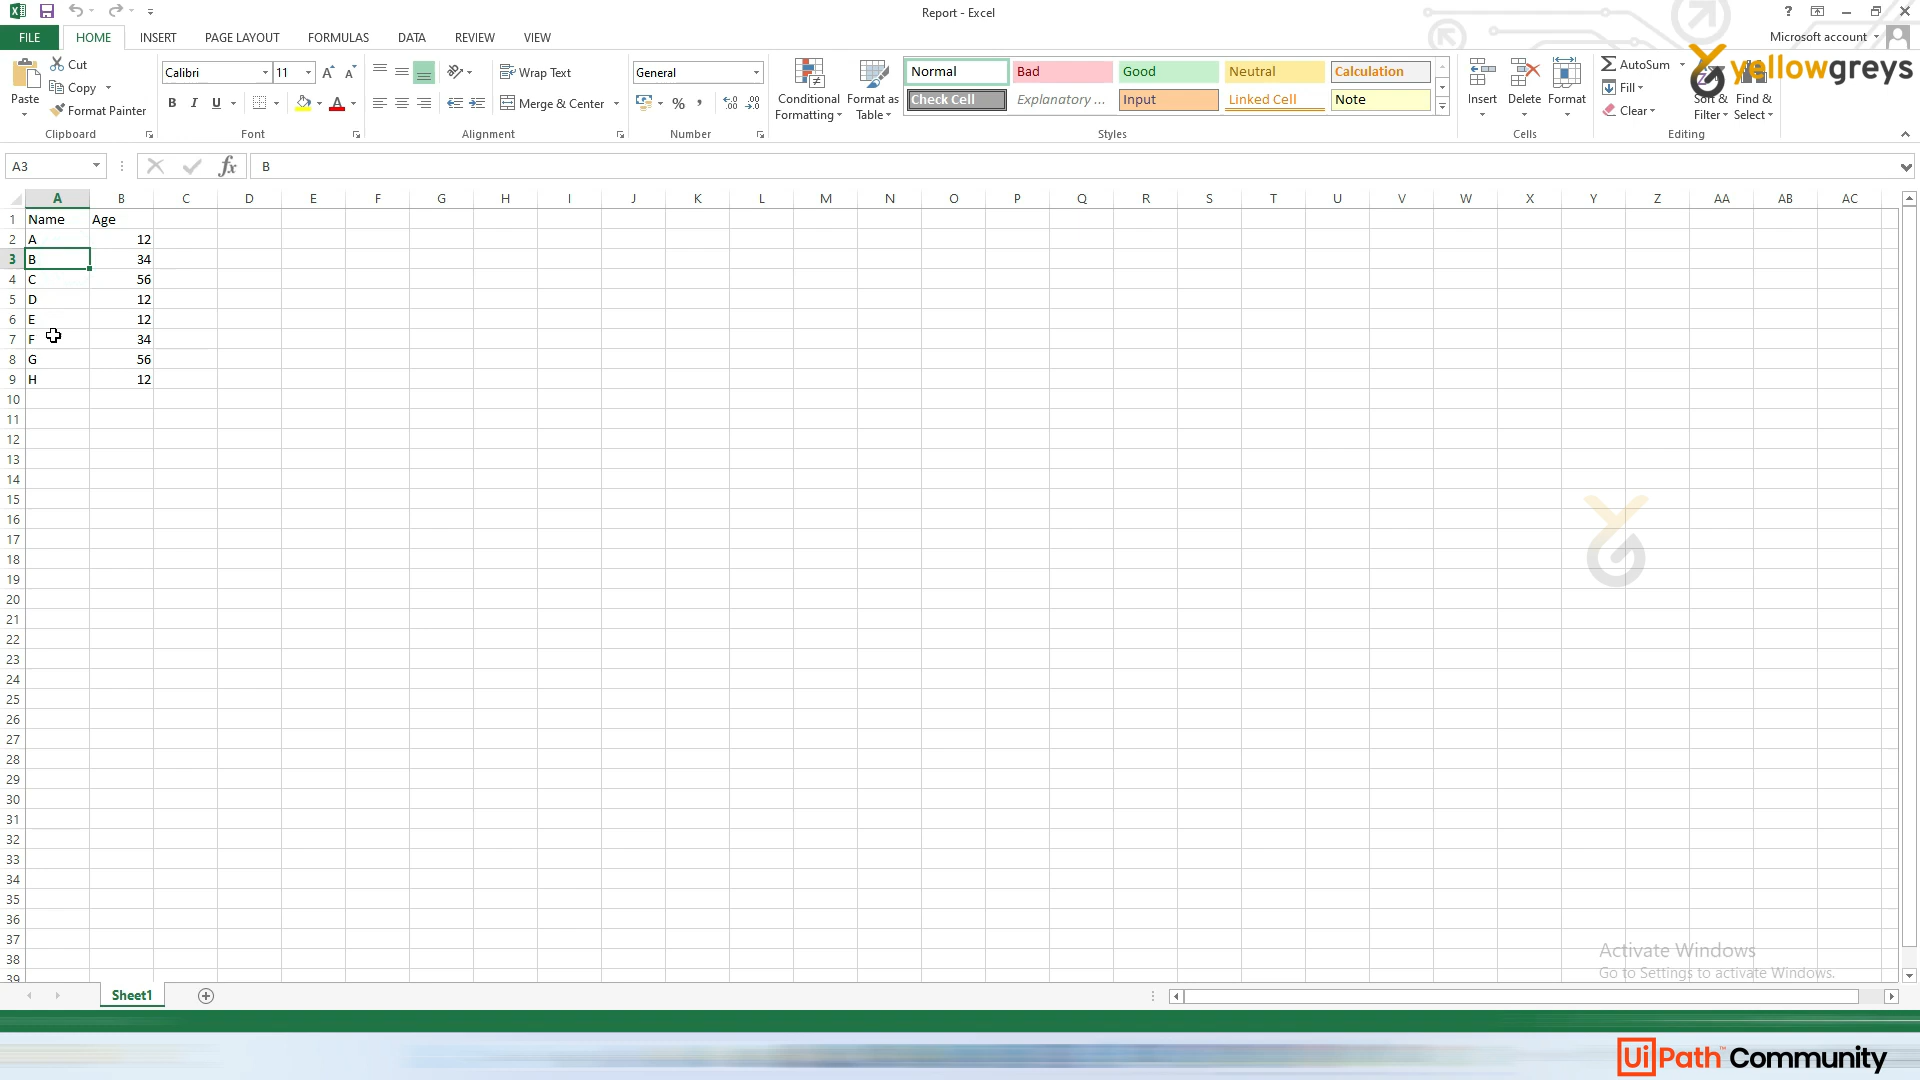 Report - Excel
FILE HOME INSERT PAGE LAYOUT FORMULAS DATA REVIEW VIEW Microsoft account
Paste
Cut
Copy
Format Painter
Clipboard
Calibri 11
B I U
Font
Wrap Text
Merge & Center
Alignment
General
Number
Conditional Formatting
Format as Table
Normal Bad Good Neutral Calculation
Check Cell Explanatory ... Input Linked Cell Note
Styles
Insert Delete Format
Cells
AutoSum
Fill
Clear
Sort & Filter
Find & Select
Editing
yellowgreys
A3 fx B
A B C D E F G H I J K L M N O P Q R S T U V W X Y Z AA AB AC
1 Name Age
2 A 12
3 B 34
4 C 56
5 D 12
6 E 12
7 F 34
8 G 56
9 H 12
10
11
12
13
14
15
16
17
18
19
20
21
22
23
24
25
26
27
28
29
30
31
32
33
34
35
36
37
38
39
Activate Windows
Go to Settings to activate Windows.
Sheet1
UiPath™ Community